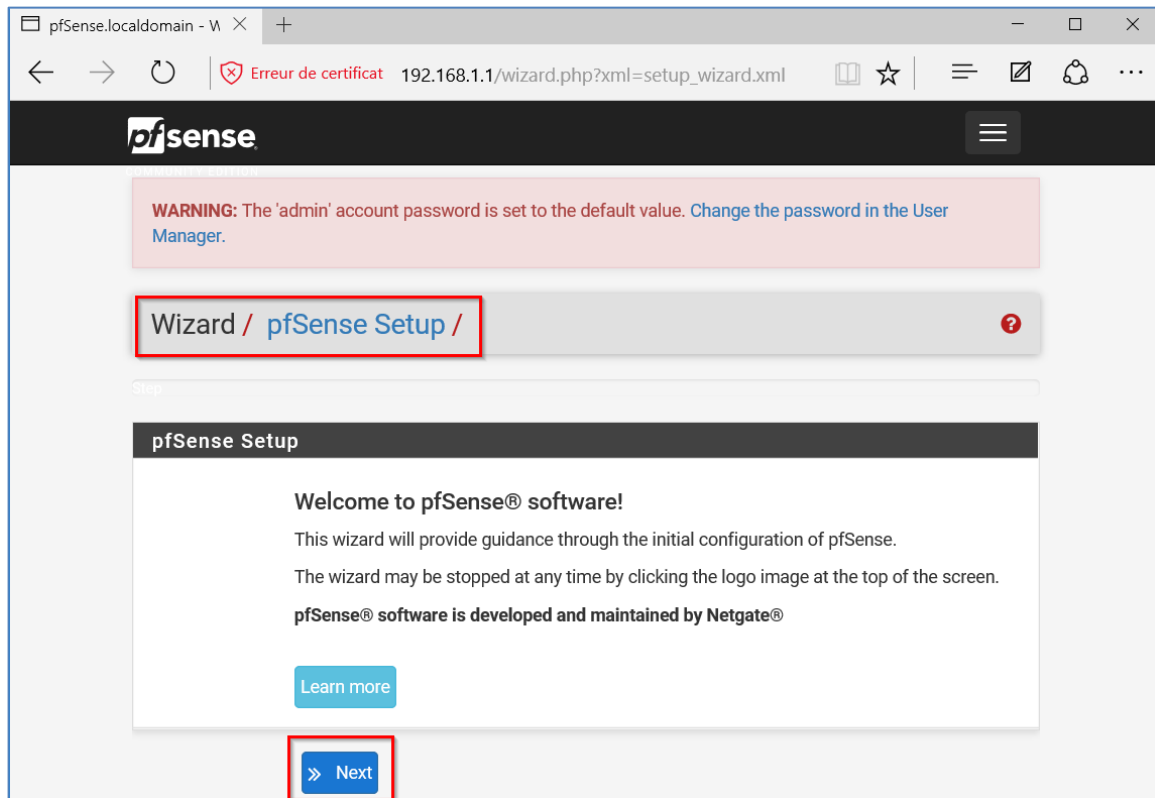 pfSense.localdomain - W
Erreur de certificat 192.168.1.1/wizard.php?xml=setup_wizard.xml
pfsense
COMMUNITY EDITION
WARNING: The 'admin' account password is set to the default value. Change the password in the User
Manager.
Wizard / pfSense Setup /
Step
pfSense Setup
Welcome to pfSense® software!
This wizard will provide guidance through the initial configuration of pfSense.
The wizard may be stopped at any time by clicking the logo image at the top of the screen.
pfSense® software is developed and maintained by Netgate®
Learn more
Next